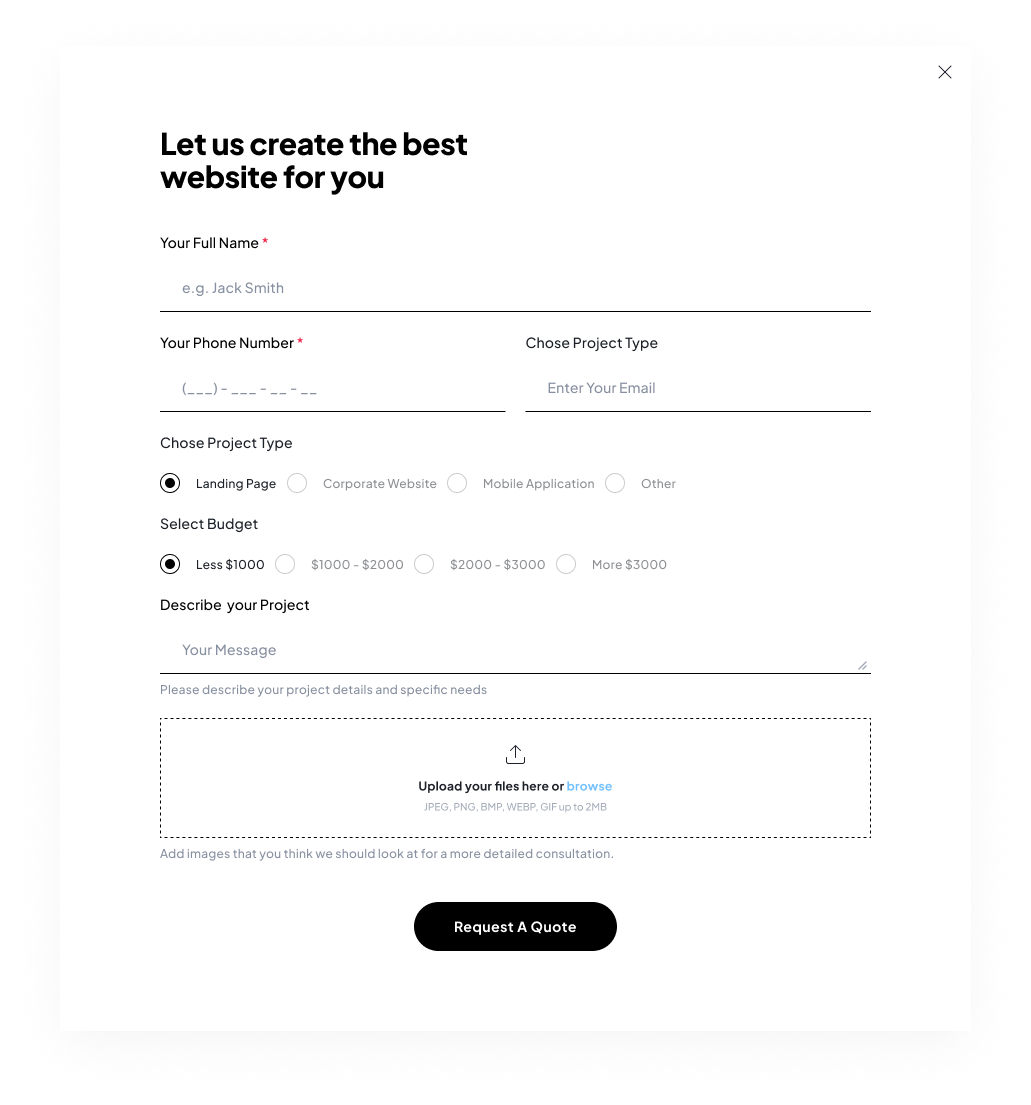 Let us create the best
website for you
Your Full Name *
e.g. Jack Smith
Your Phone Number *
Chose Project Type
(___) - ___ - __ - __
Enter Your Email
Chose Project Type
Landing Page
Corporate Website
Mobile Application
Other
Select Budget
Less $1000
$1000 - $2000
$2000 - $3000
More $3000
Describe your Project
Your Message
Please describe your project details and specific needs
Upload your files here or browse
JPEG, PNG, BMP, WEBP, GIF up to 2MB
Add images that you think we should look at for a more detailed consultation.
Request A Quote